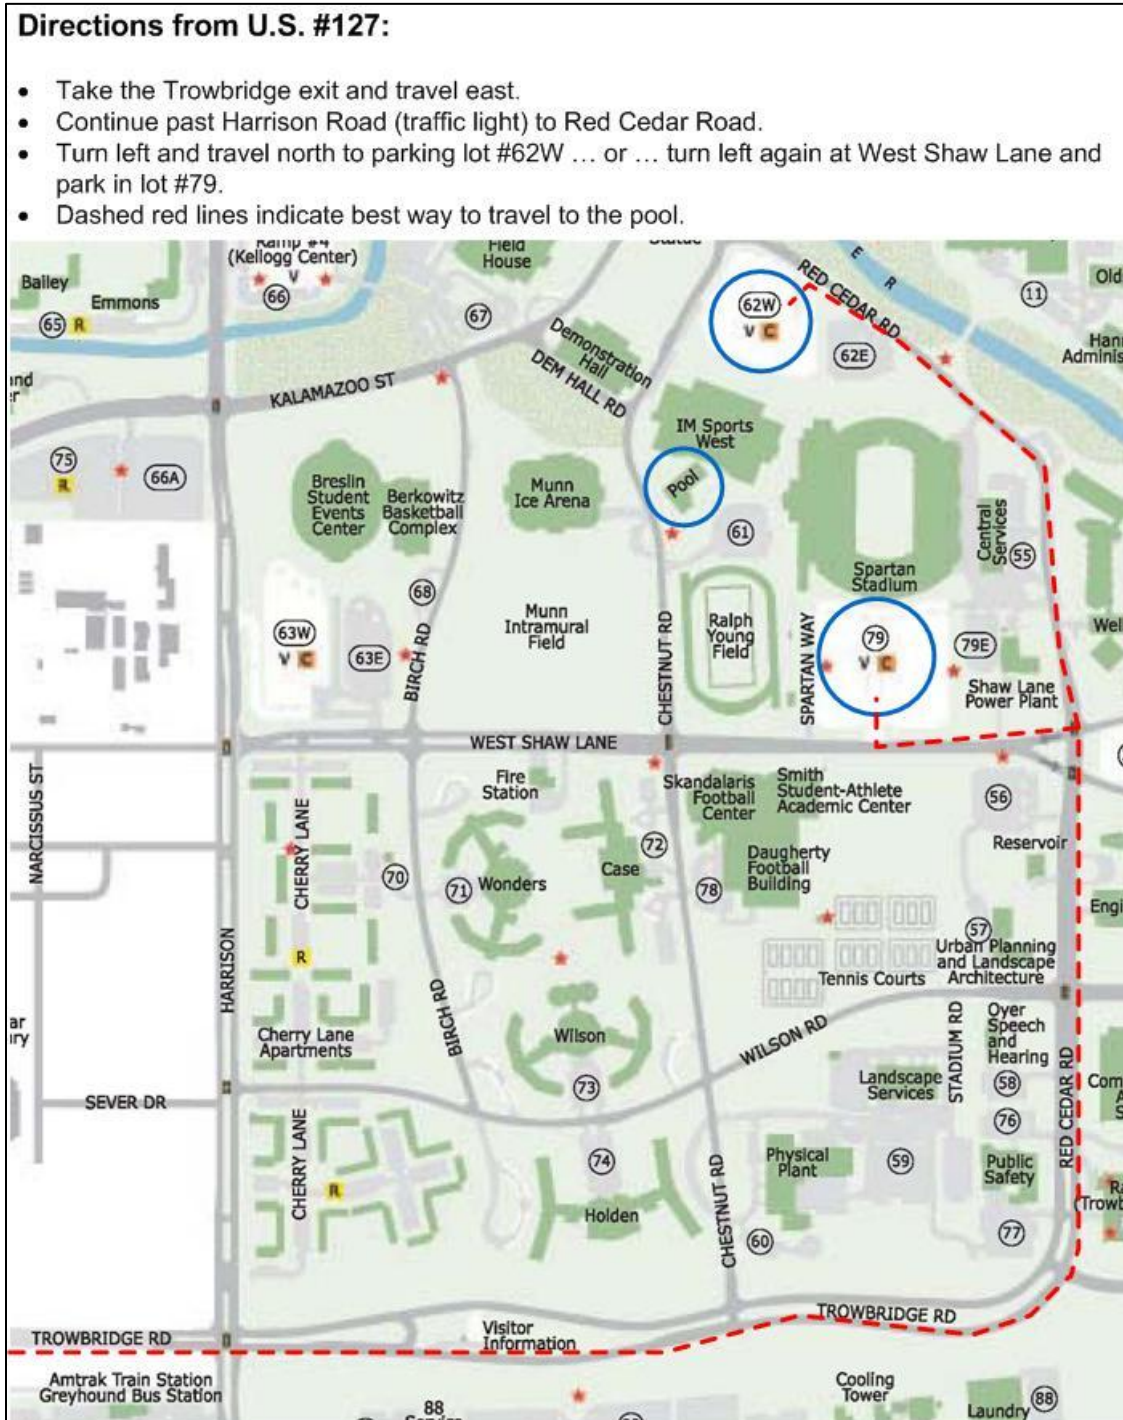 Directions from U.S. #127:
• Take the Trowbridge exit and travel east.
• Continue past Harrison Road (traffic light) to Red Cedar Road.
• Turn left and travel north to parking lot #62W … or … turn left again at West Shaw Lane and
park in lot #79.
• Dashed red lines indicate best way to travel to the pool.
Ramp #4
(Kellogg Center)
V
66
Field
House
67
Bailey
Emmons
65 R
RED CEDAR RD
E R
11
Old
62W
V C
62E
Demonstration
Hall
DEM HALL RD
KALAMAZOO ST
75
R
66A
IM Sports
West
Pool
61
Breslin
Student
Events
Center
Berkowitz
Basketball
Complex
Munn
Ice Arena
Central
Services
55
Spartan
Stadium
68
63W
V C
63E
BIRCH RD
Munn
Intramural
Field
CHESTNUT RD
Ralph
Young
Field
SPARTAN WAY
79
V C
79E
Shaw Lane
Power Plant
WEST SHAW LANE
NARCISSUS ST
HARRISON
CHERRY LANE
Fire
Station
Skandalaris
Football
Center
Smith
Student-Athlete
Academic Center
56
Reservoir
70
71
Wonders
Case
72
78
Daugherty
Football
Building
57
Urban Planning
and Landscape
Architecture
Tennis Courts
R
Cherry Lane
Apartments
BIRCH RD
Wilson
73
WILSON RD
STADIUM RD
Oyer
Speech
and
Hearing
58
Landscape
Services
76
RED CEDAR RD
SEVER DR
CHERRY LANE
R
74
Holden
CHESTNUT RD
Physical
Plant
59
Public
Safety
60
77
TROWBRIDGE RD
Visitor
Information
TROWBRIDGE RD
Amtrak Train Station
Greyhound Bus Station
88
Cooling
Tower
Laundry
88